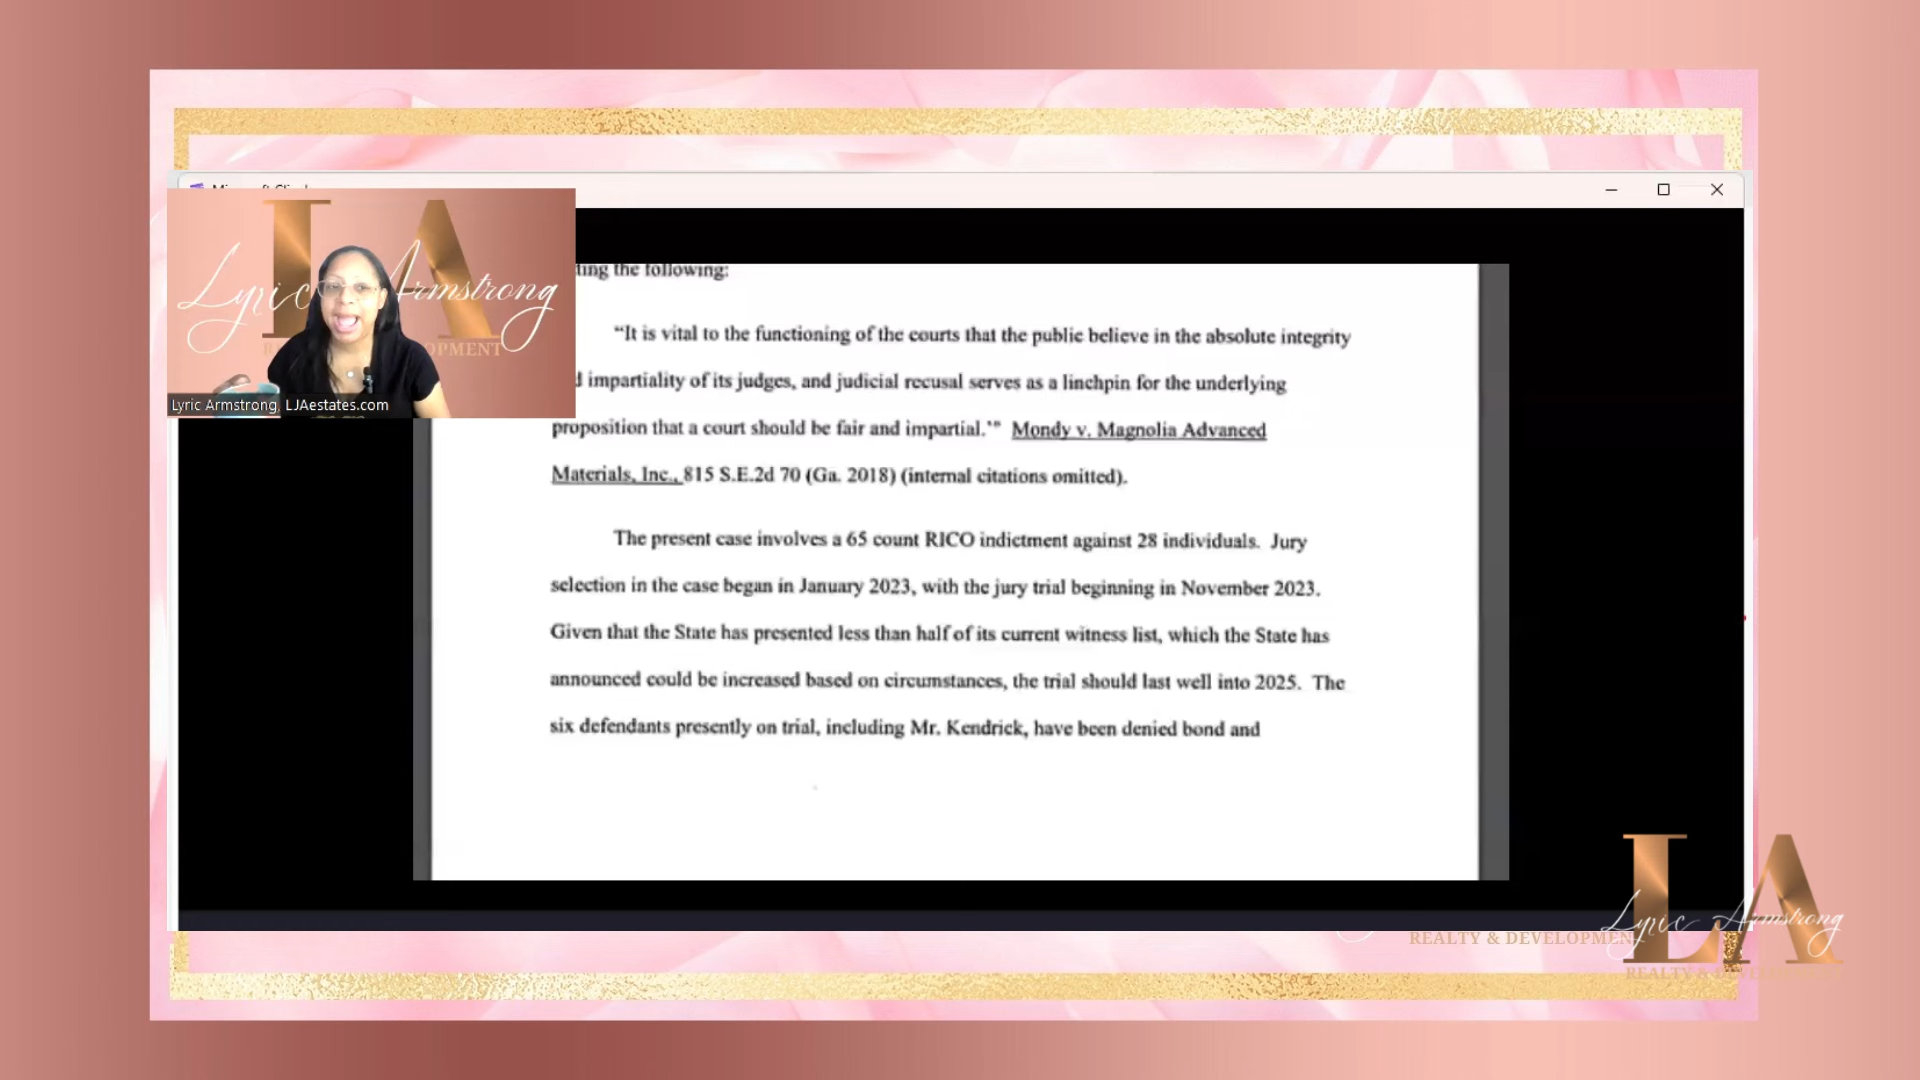 LA
Lyric Armstrong
OPMENT
Lyric Armstrong, LJAestates.com
the following:
“It is vital to the functioning of the courts that the public believe in the absolute integrity
impartiality of its judges, and judicial recusal serves as a linchpin for the underlying
proposition that a court should be fair and impartial.’” Mondy v. Magnolia Advanced
Materials, Inc., 815 S.E.2d 70 (Ga. 2018) (internal citations omitted).
The present case involves a 65 count RICO indictment against 28 individuals. Jury
selection in the case began in January 2023, with the jury trial beginning in November 2023.
Given that the State has presented less than half of its current witness list, which the State has
announced could be increased based on circumstances, the trial should last well into 2025. The
six defendants presently on trial, including Mr. Kendrick, have been denied bond and
LA
Lyric Armstrong
REALTY & DEVELOPMEN
REALTY &